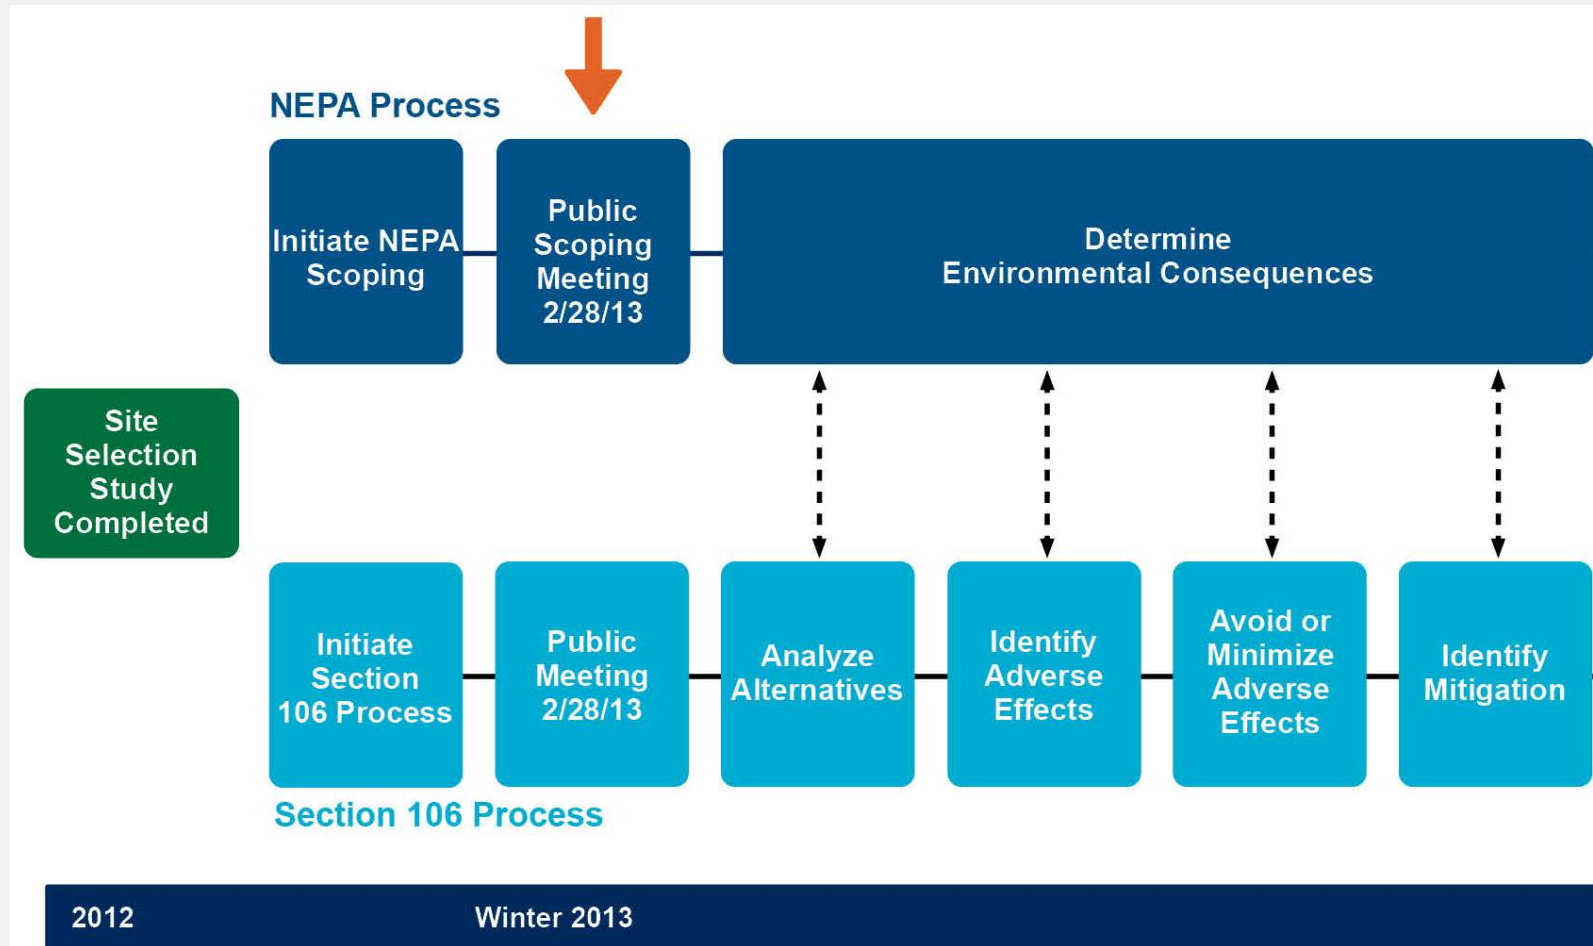 NEPA Process
Initiate NEPA
Scoping
Public
Scoping
Meeting
2/28/13
Determine
Environmental Consequences
Site
Selection
Study
Completed
Initiate
Section
106 Process
Public
Meeting
2/28/13
Analyze
Alternatives
Identify
Adverse
Effects
Avoid or
Minimize
Adverse
Effects
Identify
Mitigation
Section 106 Process
2012
Winter 2013